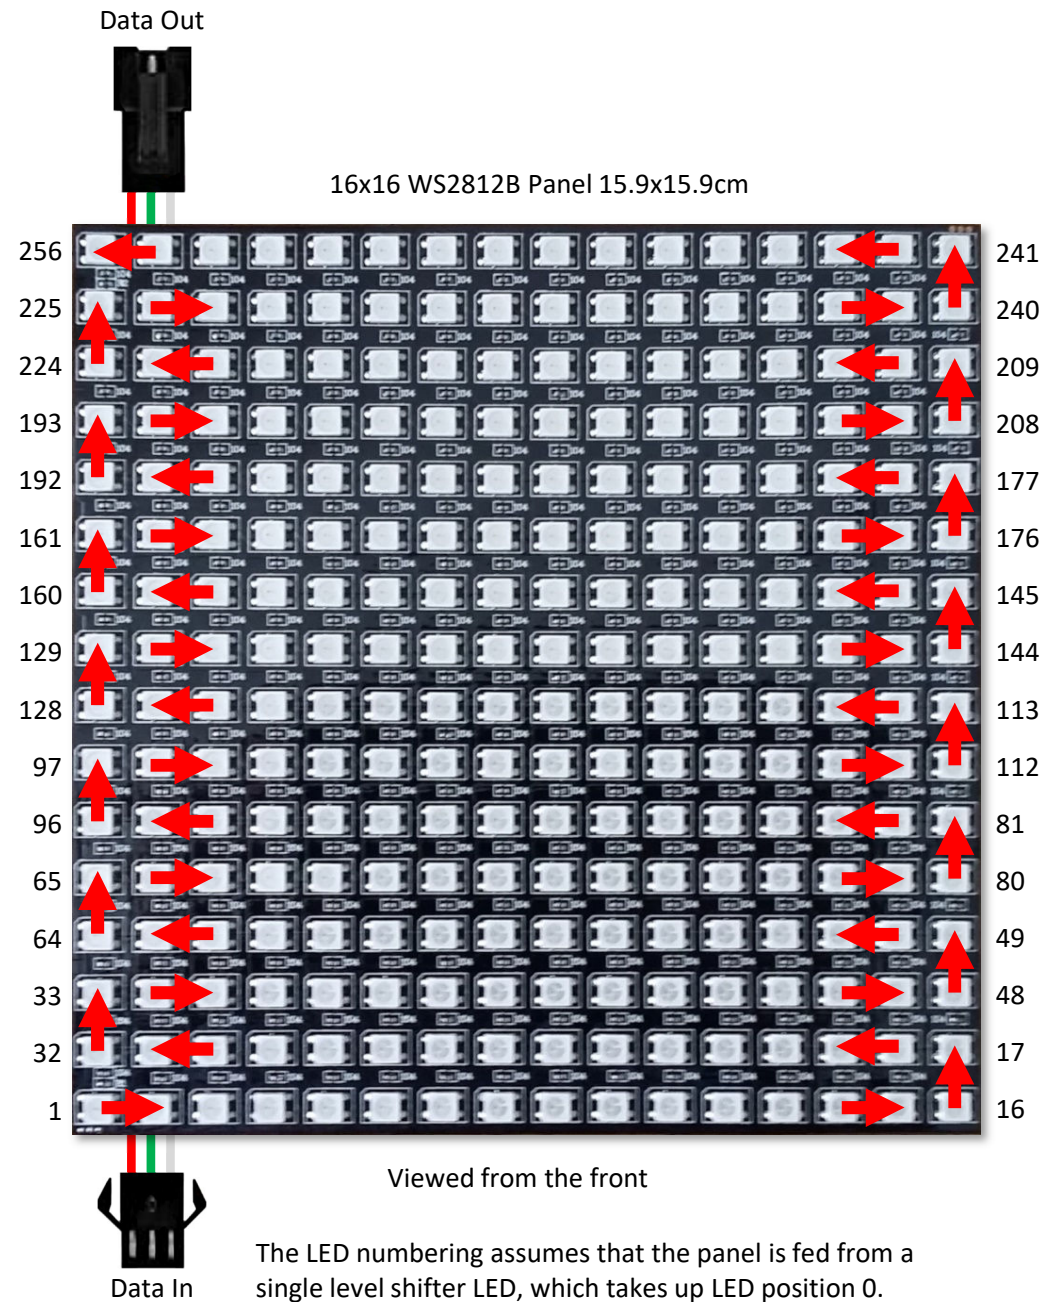 Data Out
16x16 WS2812B Panel 15.9x15.9cm
256 241
225 240
224 209
193 208
192 177
161 176
160 145
129 144
128 113
97 112
96 81
65 80
64 49
33 48
32 17
1 16
Viewed from the front
Data In
The LED numbering assumes that the panel is fed from a
single level shifter LED, which takes up LED position 0.